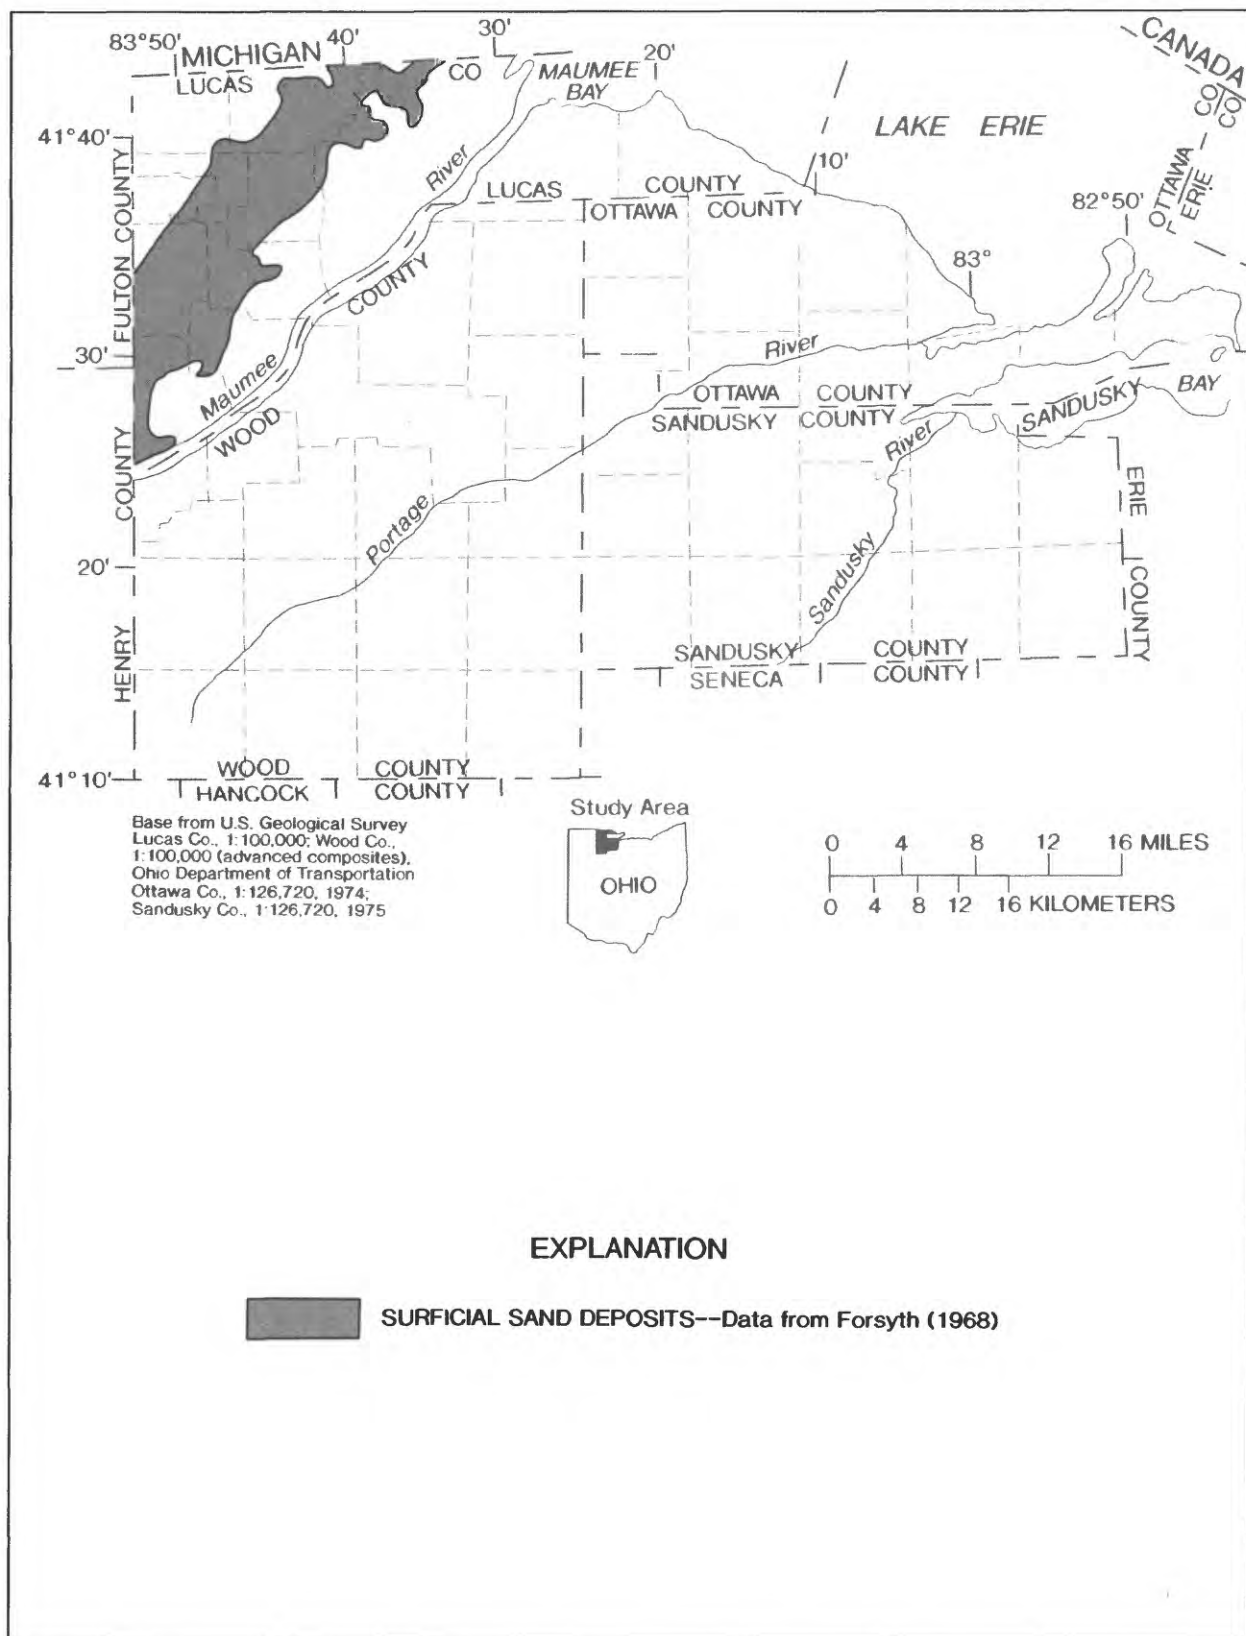 83°50'
40'
30'
20'
MICHIGAN
LUCAS
CO
MAUMEE
BAY
CANADA
CO
CO
OTTAWA
ERIE
LAKE ERIE
41°40'
10'
82°50'
83°
River
LUCAS
COUNTY
OTTAWA COUNTY
FULTON COUNTY
COUNTY
30'
Maumee
WOOD
River
OTTAWA COUNTY
SANDUSKY COUNTY
SANDUSKY
BAY
River
COUNTY
ERIE
COUNTY
Portage
Sandusky
20'
HENRY
SANDUSKY COUNTY
SENECA COUNTY
41°10'
WOOD COUNTY
HANCOCK COUNTY
Base from U.S. Geological Survey
Lucas Co., 1:100,000; Wood Co.,
1:100,000 (advanced composites),
Ohio Department of Transportation
Ottawa Co., 1:126,720, 1974;
Sandusky Co., 1:126,720, 1975
Study Area
OHIO
0 4 8 12 16 MILES
0 4 8 12 16 KILOMETERS
EXPLANATION
SURFICIAL SAND DEPOSITS--Data from Forsyth (1968)